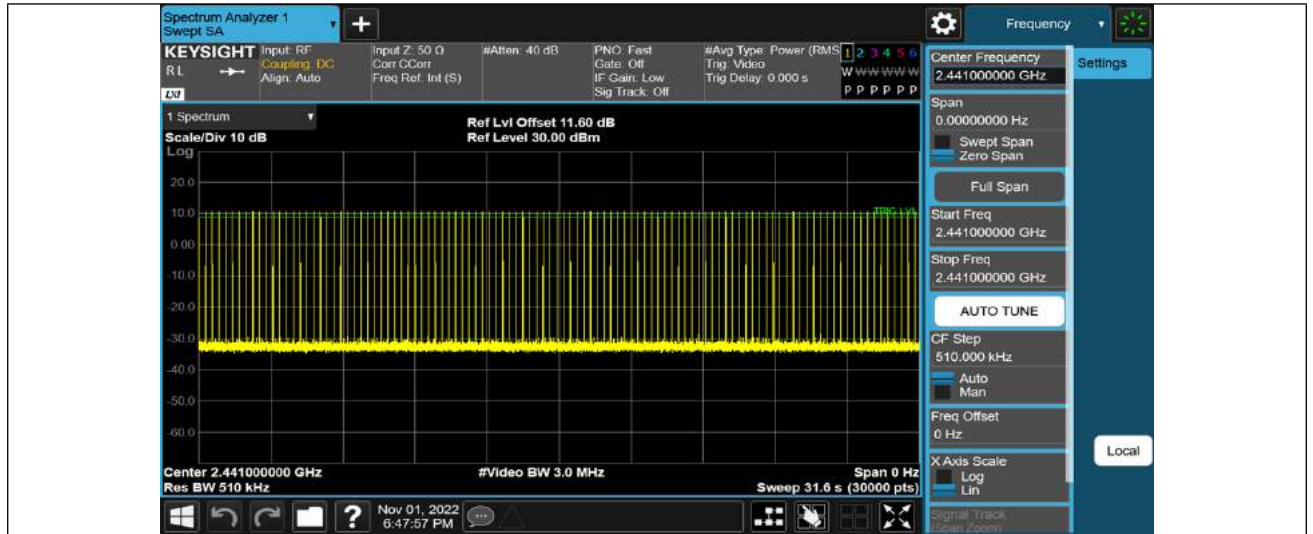 Spectrum Analyzer 1
Swept SA
+
Frequency
KEYSIGHT
RL
LXI
Input: RF
Coupling: DC
Align: Auto
Input Z: 50 Ω
Corr CCorr
Freq Ref: Int (S)
#Atten: 40 dB
PNO: Fast
Gate: Off
IF Gain: Low
Sig Track: Off
#Avg Type: Power (RMS
Trig: Video
Trig Delay: 0.000 s
1 2 3 4 5 6
W W W W W W
P P P P P P
1 Spectrum
Scale/Div 10 dB
Ref Lvl Offset 11.60 dB
Ref Level 30.00 dBm
Log
20.0
10.0
0.00
-10.0
-20.0
-30.0
-40.0
-50.0
-60.0
TRIG LVL
Center 2.441000000 GHz
Res BW 510 kHz
#Video BW 3.0 MHz
Span 0 Hz
Sweep 31.6 s (30000 pts)
Center Frequency
2.441000000 GHz
Settings
Span
0.00000000 Hz
Swept Span
Zero Span
Full Span
Start Freq
2.441000000 GHz
Stop Freq
2.441000000 GHz
AUTO TUNE
CF Step
510.000 kHz
Auto
Man
Freq Offset
0 Hz
X Axis Scale
Log
Lin
Signal Track
(Span Zoom)
Local
?
Nov 01, 2022
6:47:57 PM